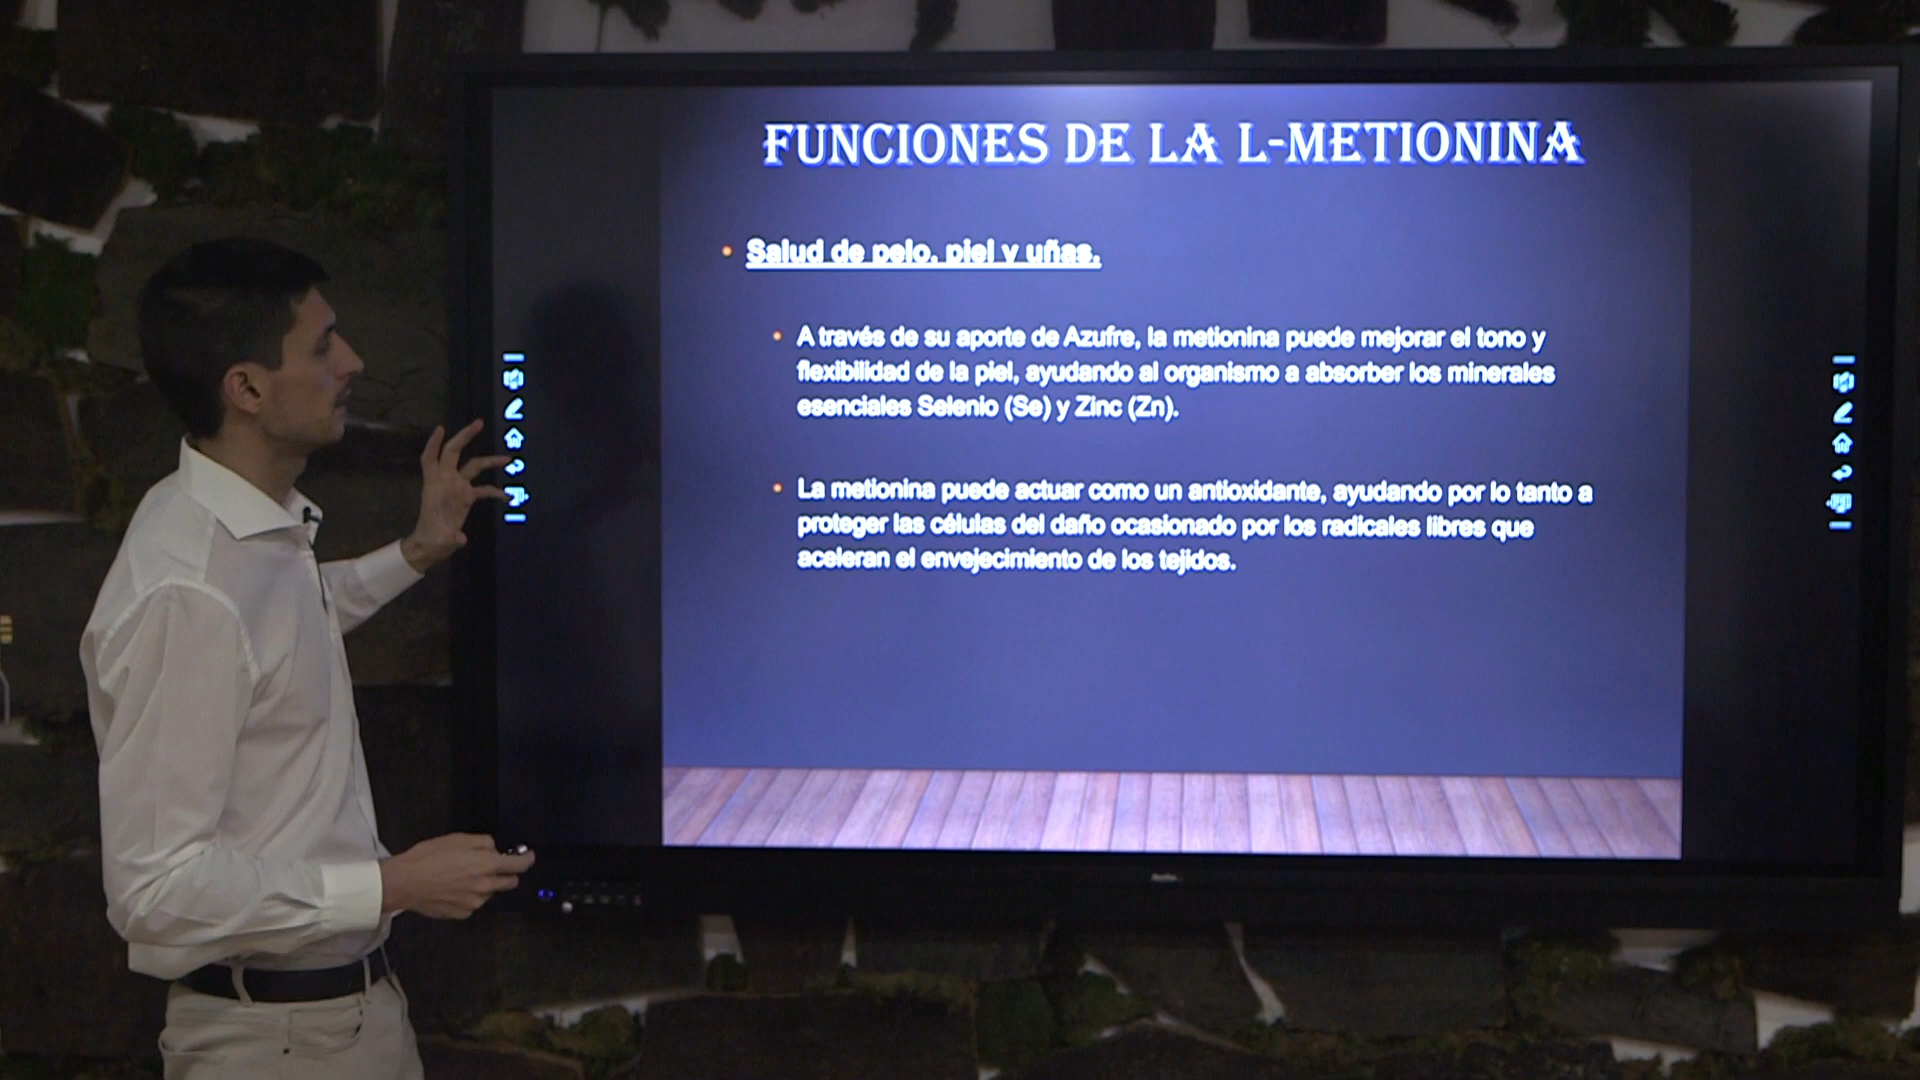 FUNCIONES DE LA L-METIONINA
• Salud de pelo, piel y uñas.
• A través de su aporte de Azufre, la metionina puede mejorar el tono y
flexibilidad de la piel, ayudando al organismo a absorber los minerales
esenciales Selenio (Se) y Zinc (Zn).
• La metionina puede actuar como un antioxidante, ayudando por lo tanto a
proteger las células del daño ocasionado por los radicales libres que
aceleran el envejecimiento de los tejidos.